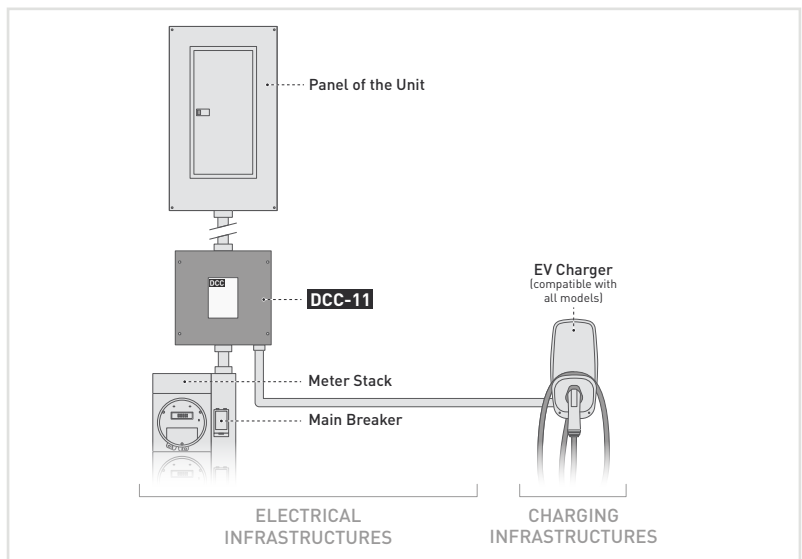 Panel of the Unit
DCC
DCC-11
EV Charger
(compatible with
all models)
Meter Stack
Main Breaker
ELECTRICAL
INFRASTRUCTURES
CHARGING
INFRASTRUCTURES